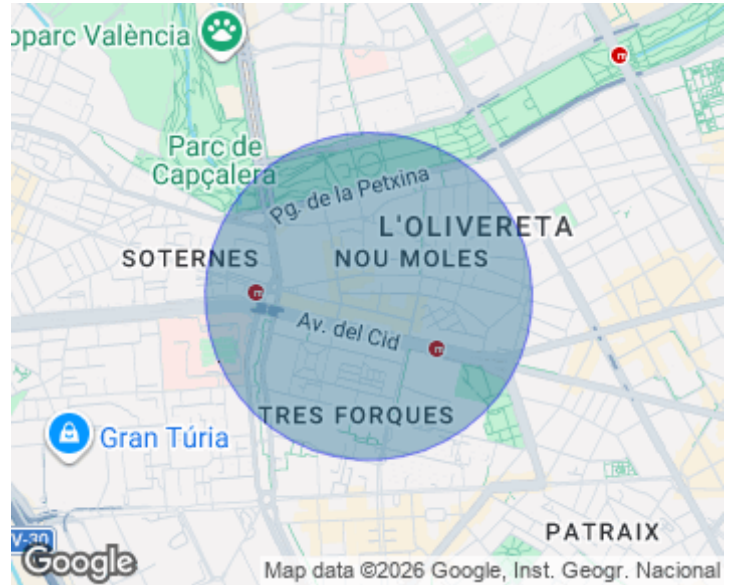 oparc València
Parc de
Capçalera
Pg. de la Petxina
L'OLIVERETA
SOTERNES
NOU MOLES
Av. del Cid
TRES FORQUES
Gran Túria
PATRAIX
V-30
Google
Map data ©2026 Google, Inst. Geogr. Nacional